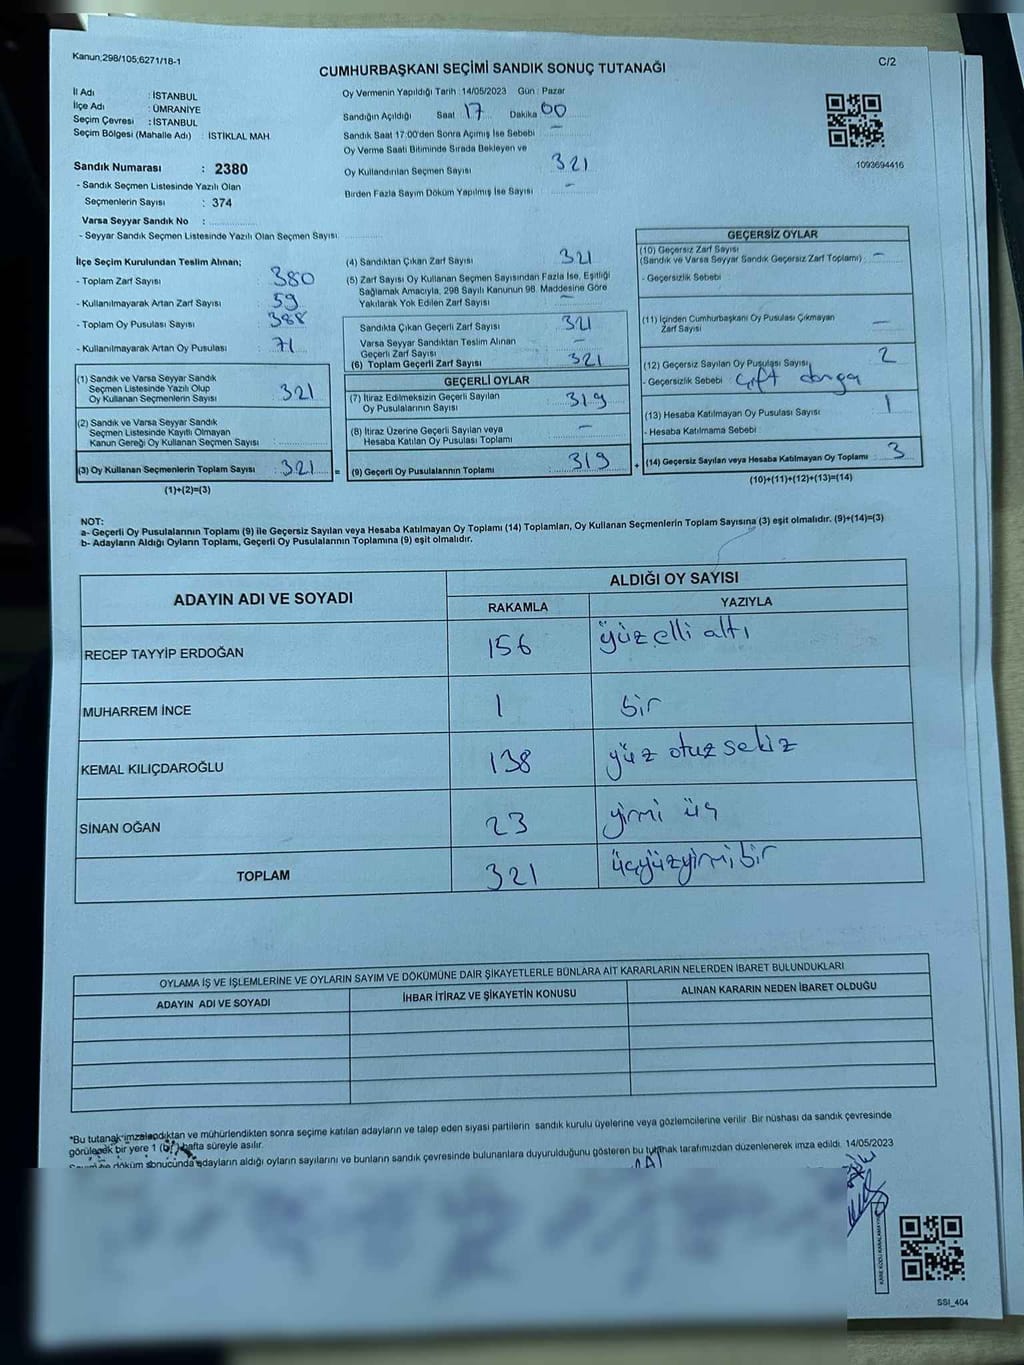 Kanun;298/105;6271/18-1
C/2
CUMHURBAŞKANI SEÇİMİ SANDIK SONUÇ TUTANAĞI
İl Adı : İSTANBUL
İlçe Adı : ÜMRANİYE
Seçim Çevresi : İSTANBUL
Seçim Bölgesi (Mahalle Adı) : İSTİKLAL MAH.
Sandık Numarası : 2380
- Sandık Seçmen Listesinde Yazılı Olan
Seçmenlerin Sayısı : 374
Varsa Seyyar Sandık No :
- Seyyar Sandık Seçmen Listesinde Yazılı Olan Seçmen Sayısı:
Oy Vermenin Yapıldığı Tarih : 14/05/2023 Gün : Pazar
Sandığın Açıldığı Saat 17 Dakika 00
Sandık Saat 17:00'den Sonra Açımış İse Sebebi -
Oy Verme Saati Bitiminde Sırada Bekleyen ve
Oy Kullandırılan Seçmen Sayısı 321
Birden Fazla Sayım Döküm Yapılmış İse Sayısı -
1093694416
İlçe Seçim Kurulundan Teslim Alınan;
- Toplam Zarf Sayısı : 380
- Kullanılmayarak Artan Zarf Sayısı : 59
- Toplam Oy Pusulası Sayısı : 388
- Kullanılmayarak Artan Oy Pusulası : 71
(1) Sandık ve Varsa Seyyar Sandık
Seçmen Listesinde Yazılı Olup
Oy Kullanan Seçmenlerin Sayısı : 321
(2) Sandık ve Varsa Seyyar Sandık
Seçmen Listesinde Kayıtlı Olmayan
Kanun Gereği Oy Kullanan Seçmen Sayısı :
(3) Oy Kullanan Seçmenlerin Toplam Sayısı : 321
(1)+(2)=(3)
(4) Sandıktan Çıkan Zarf Sayısı : 321
(5) Zarf Sayısı Oy Kullanan Seçmen Sayısından Fazla İse, Eşitliği
Sağlamak Amacıyla, 298 Sayılı Kanunun 98. Maddesine Göre
Yakılarak Yok Edilen Zarf Sayısı : -
Sandıkta Çıkan Geçerli Zarf Sayısı : 321
Varsa Seyyar Sandıktan Teslim Alınan
Geçerli Zarf Sayısı : -
(6) Toplam Geçerli Zarf Sayısı : 321
GEÇERLİ OYLAR
(7) İtiraz Edilmeksizin Geçerli Sayılan
Oy Pusulalarının Sayısı : 319
(8) İtiraz Üzerine Geçerli Sayılan veya
Hesaba Katılan Oy Pusulası Toplamı : -
= (9) Geçerli Oy Pusulalarının Toplamı : 319
GEÇERSİZ OYLAR
(10) Geçersiz Zarf Sayısı
(Sandık ve Varsa Seyyar Sandık Geçersiz Zarf Toplamı) : -
- Geçersizlik Sebebi :
(11) İçinden Cumhurbaşkanı Oy Pusulası Çıkmayan
Zarf Sayısı : -
(12) Geçersiz Sayılan Oy Pusulası Sayısı : 2
- Geçersizlik Sebebi : Çift damga
(13) Hesaba Katılmayan Oy Pusulası Sayısı : 1
- Hesaba Katılmama Sebebi :
+ (14) Geçersiz Sayılan veya Hesaba Katılmayan Oy Toplamı : 3
(10)+(11)+(12)+(13)=(14)
NOT:
a- Geçerli Oy Pusulalarının Toplamı (9) ile Geçersiz Sayılan veya Hesaba Katılmayan Oy Toplamı (14) Toplamları, Oy Kullanan Seçmenlerin Toplam Sayısına (3) eşit olmalıdır. (9)+(14)=(3)
b- Adayların Aldığı Oyların Toplamı, Geçerli Oy Pusulalarının Toplamına (9) eşit olmalıdır.
ADAYIN ADI VE SOYADI
ALDIĞI OY SAYISI
RAKAMLA YAZIYLA
RECEP TAYYİP ERDOĞAN 156 yüz elli altı
MUHARREM İNCE 1 bir
KEMAL KILIÇDAROĞLU 138 yüz otuz sekiz
SİNAN OĞAN 23 yirmi üç
TOPLAM 321 üçyüzyirmi bir
OYLAMA İŞ VE İŞLEMLERİNE VE OYLARIN SAYIM VE DÖKÜMÜNE DAİR ŞİKAYETLERLE BUNLARA AİT KARARLARIN NELERDEN İBARET BULUNDUKLARI
ADAYIN ADI VE SOYADI İHBAR İTİRAZ VE ŞİKAYETİN KONUSU ALINAN KARARIN NEDEN İBARET OLDUĞU
*Bu tutanak imzalandıktan ve mühürlendikten sonra seçime katılan adayların ve talep eden siyasi partilerin sandık kurulu üyelerine veya gözlemcilerine verilir. Bir nüshası da sandık çevresinde
görülecek bir yere 1 (bir) hafta süreyle asılır.
döküm sonucunda adayların aldığı oyların sayılarını ve bunların sandık çevresinde bulunanlara duyurulduğunu gösteren bu tutanak tarafımızdan düzenlenerek imza edildi. 14/05/2023
SSI_404